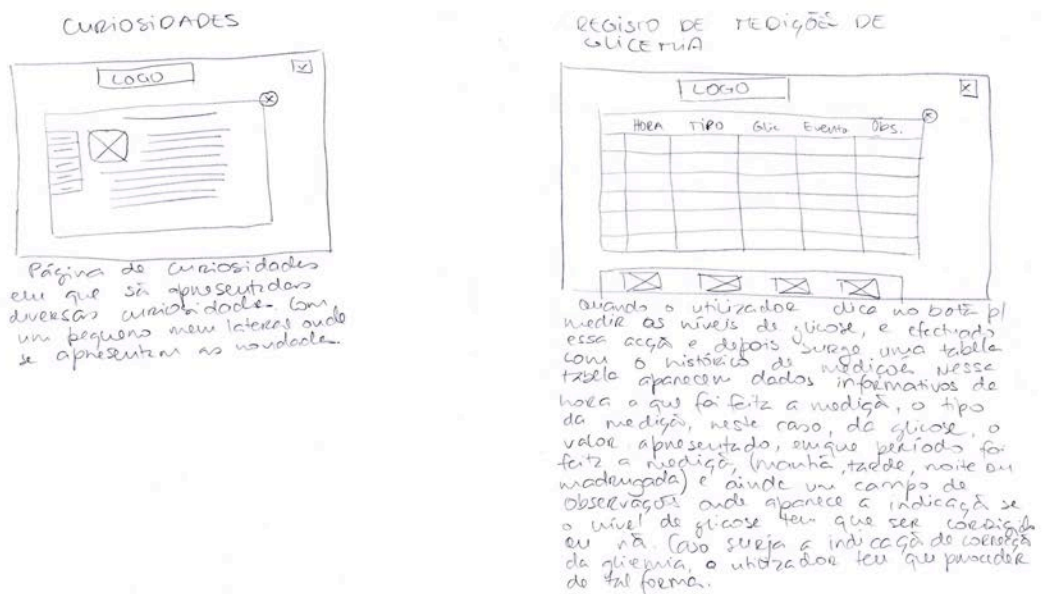 CURIOSIDADES
LOGO
Página de curiosidades
em que são apresentadas
diversas curiosidades. Com
um pequeno menu lateral onde
se apresentam as novidades.
REGISTO DE MEDIÇÕES DE
GLICEMIA
LOGO
HORA TIPO Glic Evento Obs.
quando o utilizador clica no botão p/
medir os níveis de glicose, é efectuado
essa acção e depois surge uma tabela
com o histórico de medições. Nessa
tabela aparecem dados informativos da
hora a que foi feita a medição, o tipo
da medição, neste caso, da glicose, o
valor apresentado, em que período foi
feita a medição, (manhã, tarde, noite ou
madrugada) e ainda um campo de
observações onde aparece a indicação se
o nível de glicose tem que ser corrigido
ou não. Caso surja a indicação de correcção
da gliemia, o utilizador tem que proceder
de tal forma.